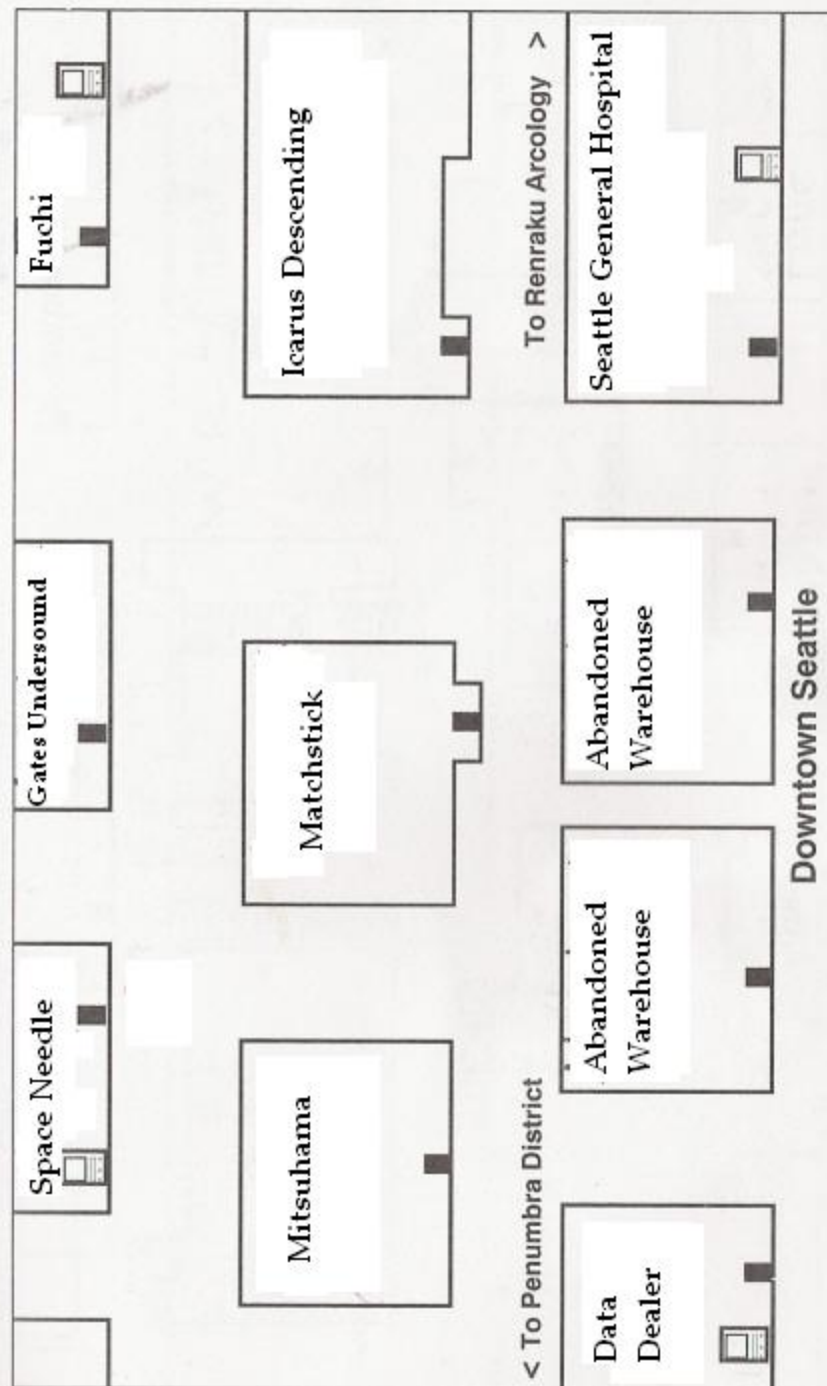 Space Needle
Gates Undersound
Fuchi
Mitsuhama
Matchstick
Icarus Descending
< To Penumbra District
To Renraku Arcology >
Data
Dealer
Abandoned
Warehouse
Abandoned
Warehouse
Seattle General Hospital
Downtown Seattle